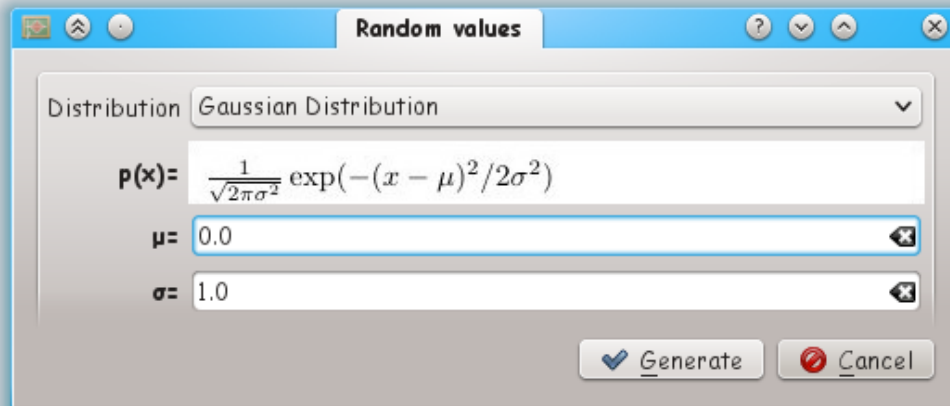 Random values
Distribution Gaussian Distribution
p(x)= \frac{1}{\sqrt{2\pi\sigma^2}} \exp(-(x-\mu)^2/2\sigma^2)
μ= 0.0
σ= 1.0
Generate Cancel